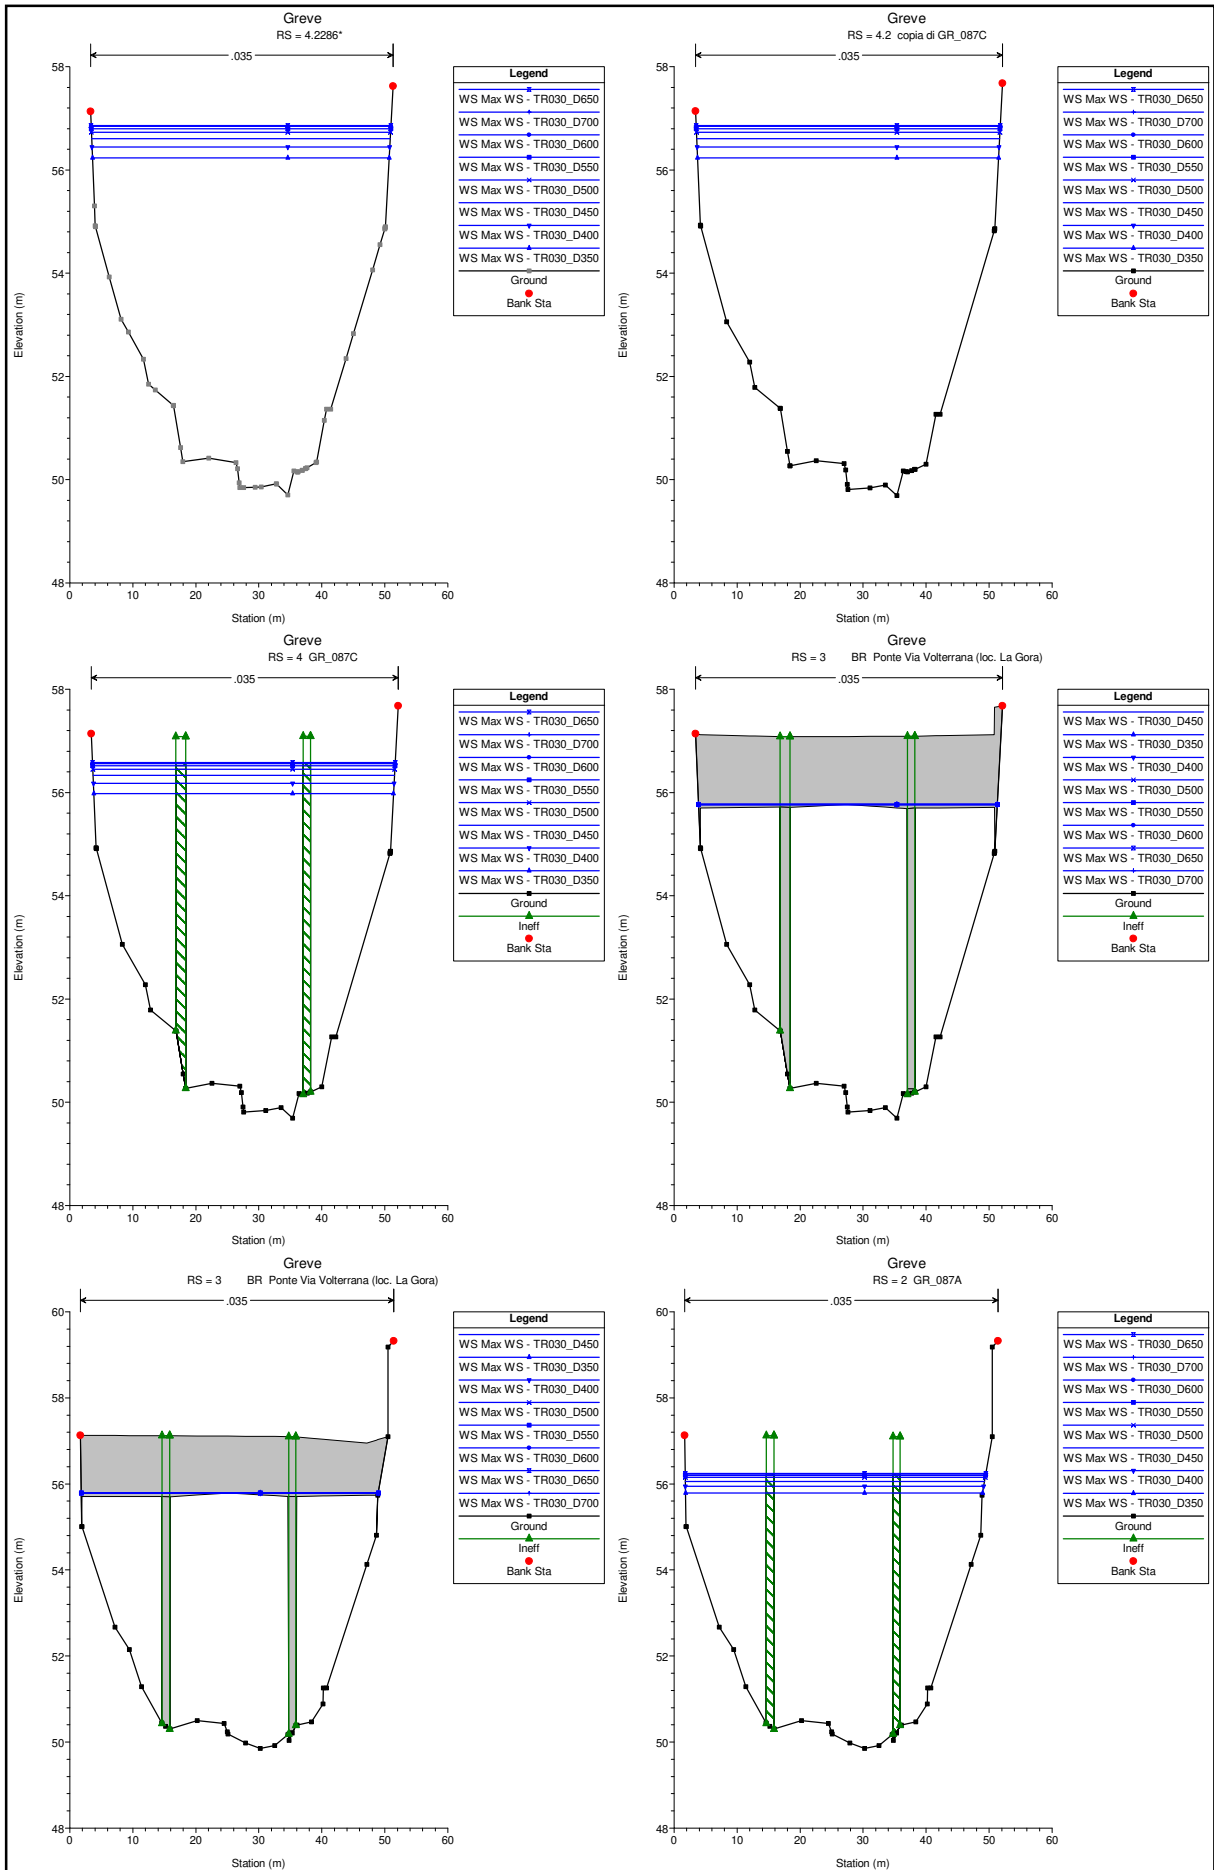 Greve
RS = 4.2286*
.035
58
56
54
52
50
48
Elevation (m)
0 10 20 30 40 50 60
Station (m)
Legend
WS Max WS - TR030_D650
WS Max WS - TR030_D700
WS Max WS - TR030_D600
WS Max WS - TR030_D550
WS Max WS - TR030_D500
WS Max WS - TR030_D450
WS Max WS - TR030_D400
WS Max WS - TR030_D350
Ground
Bank Sta
Greve
RS = 4.2 copia di GR_087C
.035
58
56
54
52
50
48
Elevation (m)
0 10 20 30 40 50 60
Station (m)
Legend
WS Max WS - TR030_D650
WS Max WS - TR030_D700
WS Max WS - TR030_D600
WS Max WS - TR030_D550
WS Max WS - TR030_D500
WS Max WS - TR030_D450
WS Max WS - TR030_D400
WS Max WS - TR030_D350
Ground
Bank Sta
Greve
RS = 4 GR_087C
.035
58
56
54
52
50
48
Elevation (m)
0 10 20 30 40 50 60
Station (m)
Legend
WS Max WS - TR030_D650
WS Max WS - TR030_D700
WS Max WS - TR030_D600
WS Max WS - TR030_D550
WS Max WS - TR030_D500
WS Max WS - TR030_D450
WS Max WS - TR030_D400
WS Max WS - TR030_D350
Ground
Ineff
Bank Sta
Greve
RS = 3 BR Ponte Via Volterrana (loc. La Gora)
.035
58
56
54
52
50
48
Elevation (m)
0 10 20 30 40 50 60
Station (m)
Legend
WS Max WS - TR030_D450
WS Max WS - TR030_D350
WS Max WS - TR030_D400
WS Max WS - TR030_D500
WS Max WS - TR030_D550
WS Max WS - TR030_D600
WS Max WS - TR030_D650
WS Max WS - TR030_D700
Ground
Ineff
Bank Sta
Greve
RS = 3 BR Ponte Via Volterrana (loc. La Gora)
.035
60
58
56
54
52
50
48
Elevation (m)
0 10 20 30 40 50 60
Station (m)
Legend
WS Max WS - TR030_D450
WS Max WS - TR030_D350
WS Max WS - TR030_D400
WS Max WS - TR030_D500
WS Max WS - TR030_D550
WS Max WS - TR030_D600
WS Max WS - TR030_D650
WS Max WS - TR030_D700
Ground
Ineff
Bank Sta
Greve
RS = 2 GR_087A
.035
60
58
56
54
52
50
48
Elevation (m)
0 10 20 30 40 50 60
Station (m)
Legend
WS Max WS - TR030_D650
WS Max WS - TR030_D700
WS Max WS - TR030_D600
WS Max WS - TR030_D550
WS Max WS - TR030_D500
WS Max WS - TR030_D450
WS Max WS - TR030_D400
WS Max WS - TR030_D350
Ground
Ineff
Bank Sta